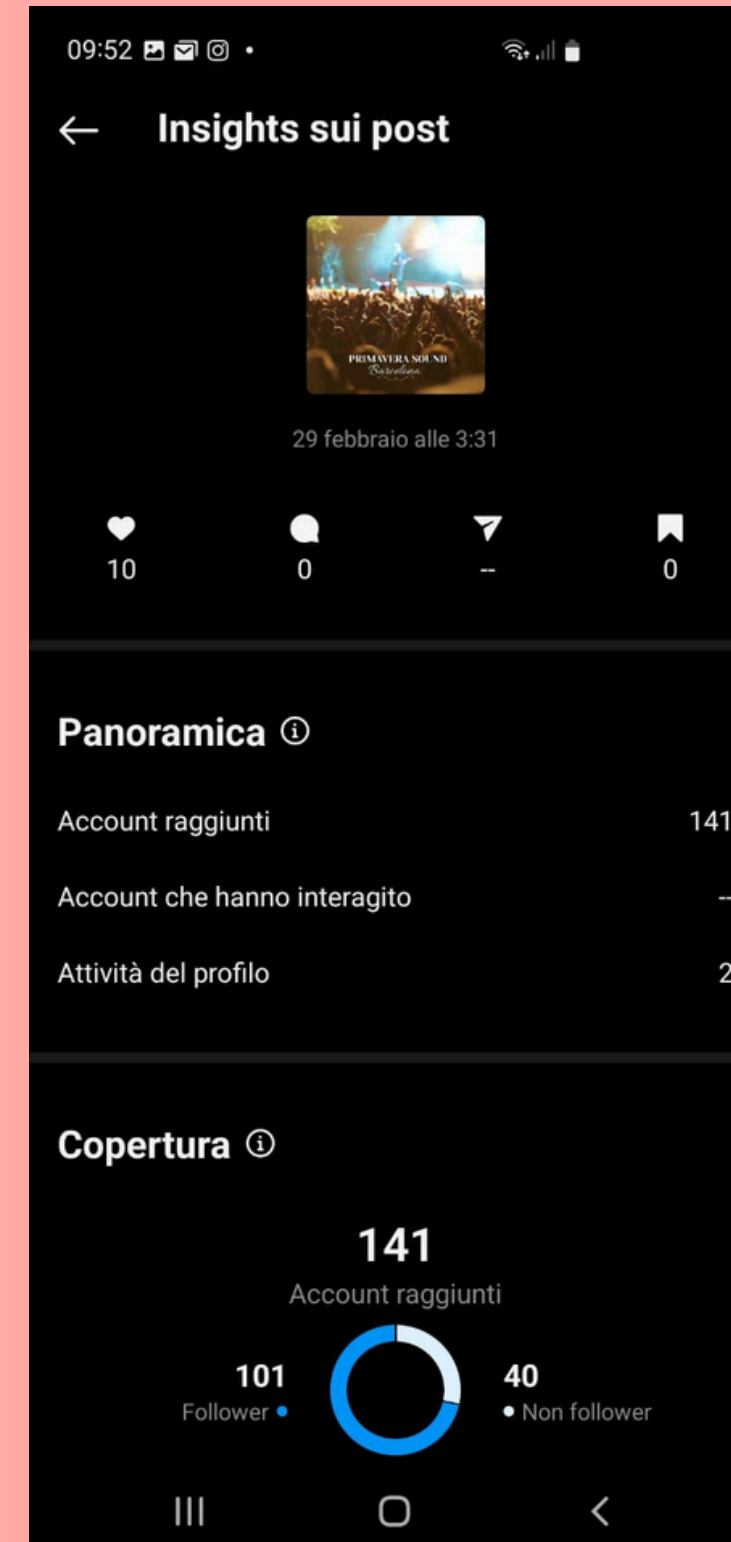 09:52
Insights sui post
PRIMAVERA SOUND
Barcelona
29 febbraio alle 3:31
10 0 -- 0
Panoramica
Account raggiunti 141
Account che hanno interagito --
Attività del profilo 2
Copertura
141
Account raggiunti
101 40
Follower Non follower